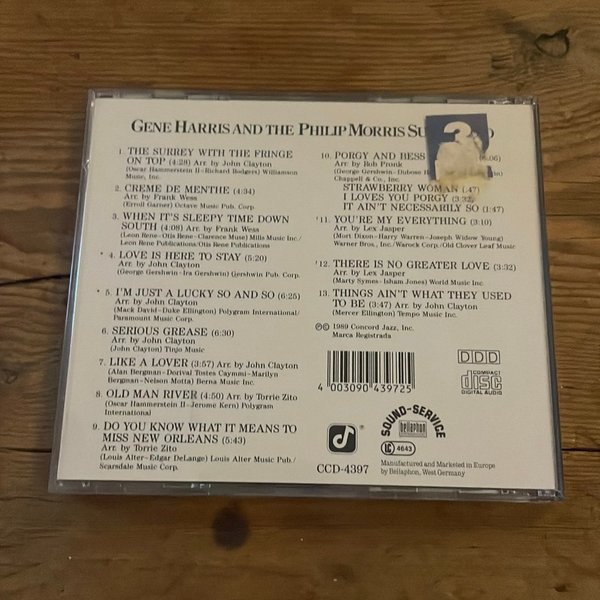 GENE HARRIS AND THE PHILIP MORRIS
1. THE SURREY WITH THE FRINGE
ON TOP (4:28) Arr. by John Clayton
(Oscar Hammerstein II-Richard Rodgers) Williamson
Music, Inc.
2. CREME DE MENTHE (4:34)
Arr. by Frank Wess
(Erroll Garner) Octave Music Pub. Corp.
3. WHEN IT'S SLEEPY TIME DOWN
SOUTH (4:08) Arr. by Frank Wess
(Leon Rene-Otis Rene-Clarence Muse) Mills Music Inc./
Leon Rene Publications/Otis Rene Publications
* 4. LOVE IS HERE TO STAY (5:20)
(George Gershwin-Ira Gershwin) Gershwin Pub. Corp.
* 5. I'M JUST A LUCKY SO AND SO (6:25)
Arr. by John Clayton
(Mack David-Duke Ellington) Polygram International/
Paramount Music Corp.
6. SERIOUS GREASE (6:30)
Arr. by John Clayton
(John Clayton) Tinjo Music
7. LIKE A LOVER (3:57) Arr. by John Clayton
(Alan Bergman-Dorival Tostes Caymmi-Marilyn
Bergman-Nelson Motta) Berna Music Inc.
8. OLD MAN RIVER (4:50) Arr. by Torrie Zito
(Oscar Hammerstein II-Jerome Kern) Polygram
International
9. DO YOU KNOW WHAT IT MEANS TO
MISS NEW ORLEANS (5:43)
Arr. by Torrie Zito
(Louis Alter-Edgar DeLange) Louis Alter Music Pub./
Scarsdale Music Corp.
10. PORGY AND BESS
Arr. by Rob Pronk
(George Gershwin-Dubose
Chappell & Co., Inc.
STRAWBERRY WOMAN (:47)
I LOVES YOU PORGY (3:32)
IT AIN'T NECESSARILY SO (1:47)
*11. YOU'RE MY EVERYTHING (3:10)
Arr. by Lex Jasper
(Mort Dixon-Harry Warren-Joseph Widow Young)
Warner Bros., Inc./Warock Corp./Old Clover Leaf Music
*12. THERE IS NO GREATER LOVE (3:32)
Arr. by Lex Jasper
(Marty Symes-Isham Jones) World Music Inc.
13. THINGS AIN'T WHAT THEY USED
TO BE (3:47) Arr. by John Clayton
(Mercer Ellington) Tempo Music Inc.
℗ © 1989 Concord Jazz, Inc.
Marca Registrada
4 003090 439725
DDD
COMPACT
disc
DIGITAL AUDIO
CCD-4397
SOUND-SERVICE
bellaphon
LC 4643
Manufactured and Marketed in Europe
by Bellaphon, West Germany